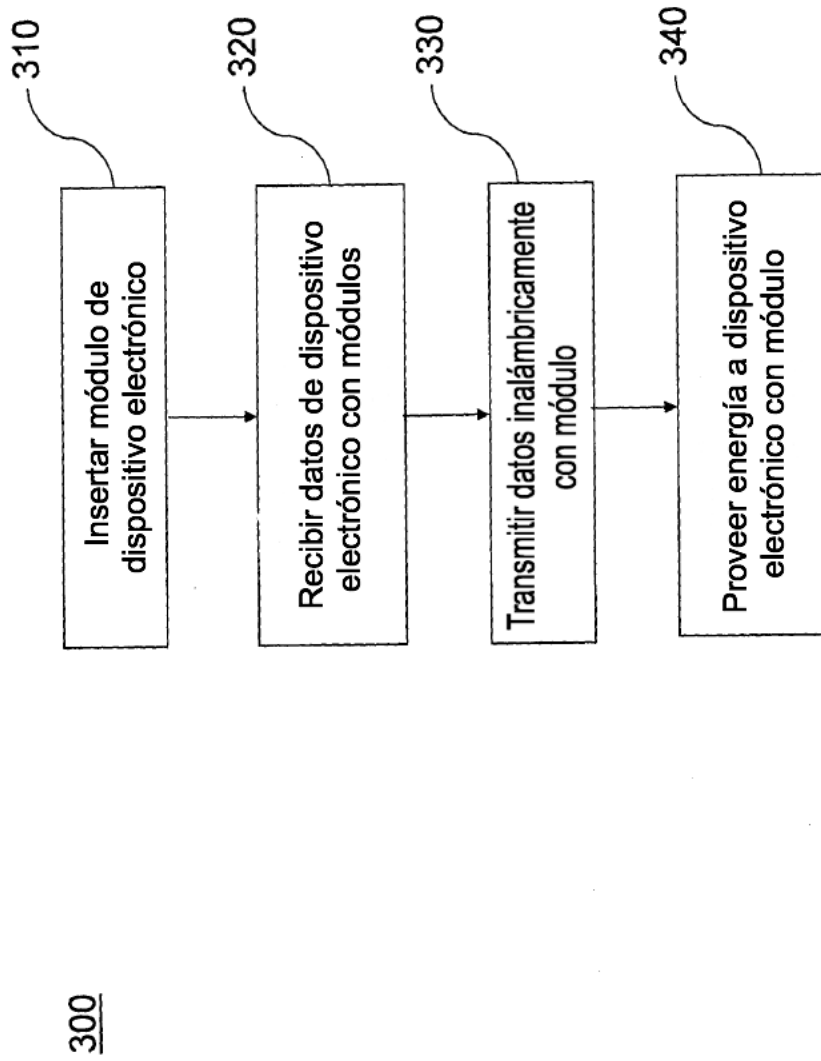 300
310
Insertar módulo de
dispositivo electrónico
320
Recibir datos de dispositivo
electrónico con módulos
330
Transmitir datos inalámbricamente
con módulo
340
Proveer energía a dispositivo
electrónico con módulo